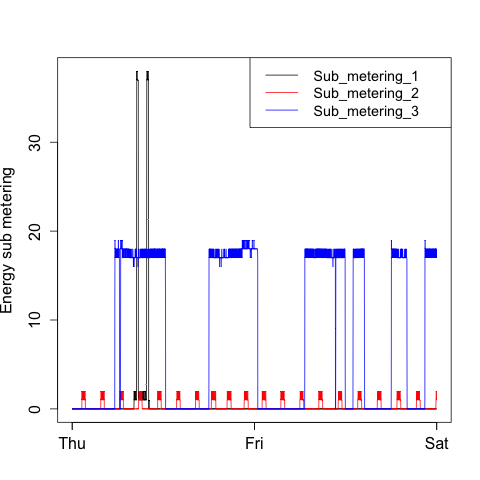 Sub_metering_1
Sub_metering_2
Sub_metering_3
Energy sub metering
30
20
10
0
Thu
Fri
Sat